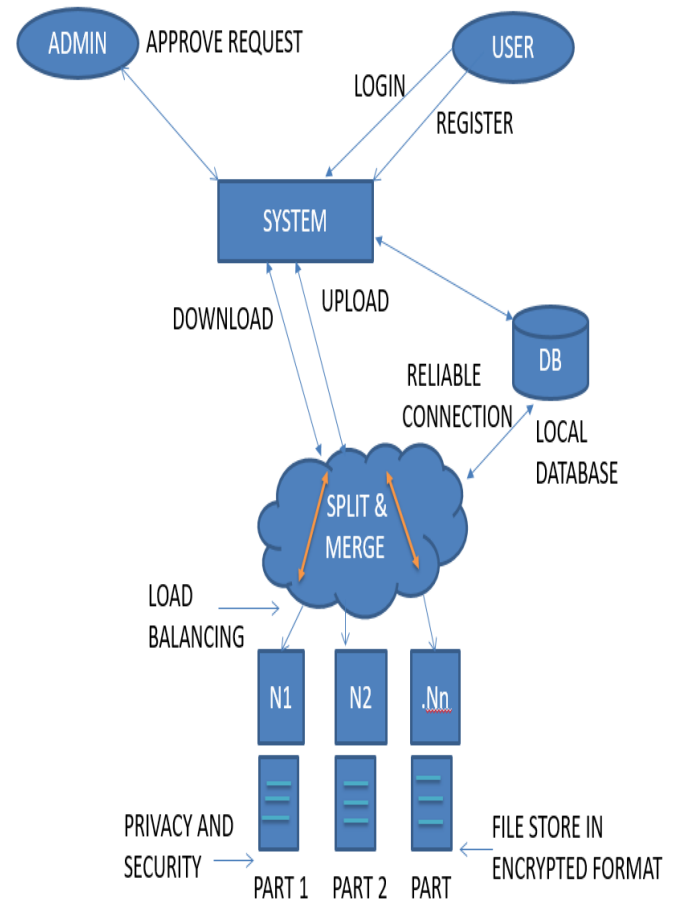 ADMIN
APPROVE REQUEST
USER
LOGIN
REGISTER
SYSTEM
DOWNLOAD
UPLOAD
DB
RELIABLE
CONNECTION
LOCAL
DATABASE
SPLIT &
MERGE
LOAD
BALANCING
N1
N2
.Nn
PRIVACY AND
SECURITY
FILE STORE IN
ENCRYPTED FORMAT
PART 1
PART 2
PART